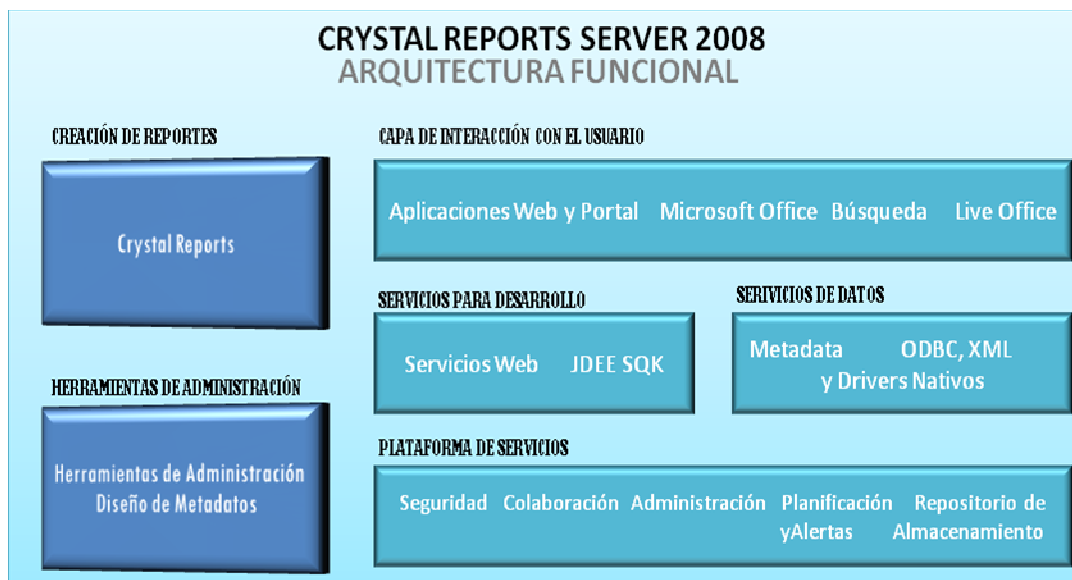 CRYSTAL REPORTS SERVER 2008
ARQUITECTURA FUNCIONAL
CREACIÓN DE REPORTES
Crystal Reports
CAPA DE INTERACCIÓN CON EL USUARIO
Aplicaciones Web y Portal Microsoft Office Búsqueda Live Office
SERVICIOS PARA DESARROLLO
Servicios Web JDEE SQK
SERIVICIOS DE DATOS
Metadata ODBC, XML
y Drivers Nativos
HERRAMIENTAS DE ADMINISTRACIÓN
Herramientas de Administración
Diseño de Metadatos
PLATAFORMA DE SERVICIOS
Seguridad Colaboración Administración Planificación Repositorio de
yAlertas Almacenamiento